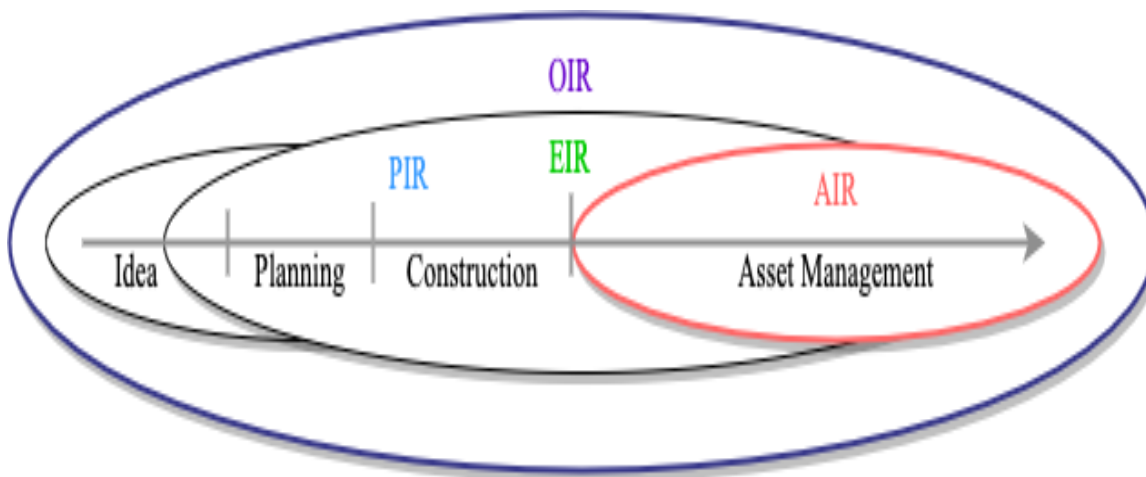 OIR
EIR
PIR
AIR
Idea
Planning
Construction
Asset Management